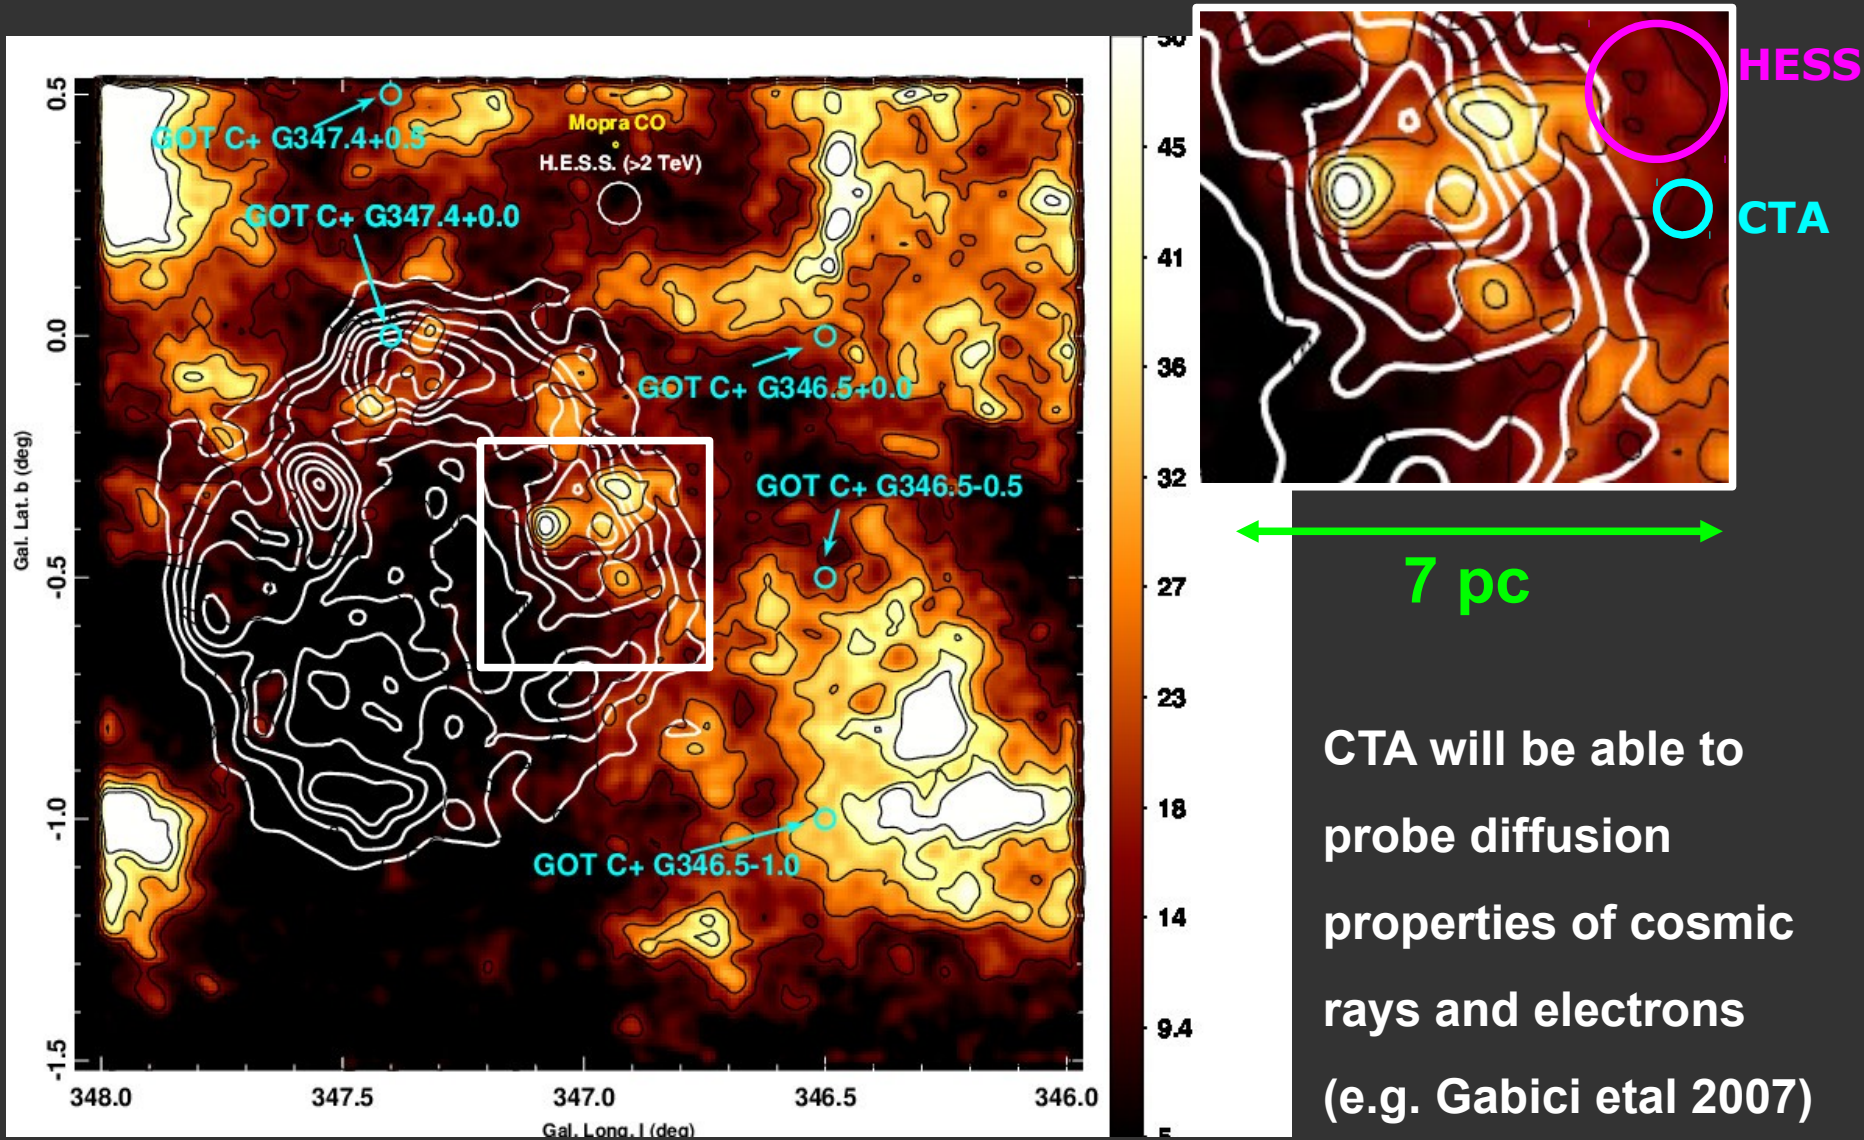 0.5
0.0
-0.5
-1.0
-1.5
Gal. Lat. b (deg)
348.0
347.5
347.0
346.5
346.0
Gal. Long. l (deg)
GOT C+ G347.4+0.5
GOT C+ G347.4+0.0
Mopra CO
H.E.S.S. (>2 TeV)
GOT C+ G346.5+0.0
GOT C+ G346.5-0.5
GOT C+ G346.5-1.0
50
45
41
36
32
27
23
18
14
9.4
5
HESS
CTA
7 pc
CTA will be able to
probe diffusion
properties of cosmic
rays and electrons
(e.g. Gabici etal 2007)